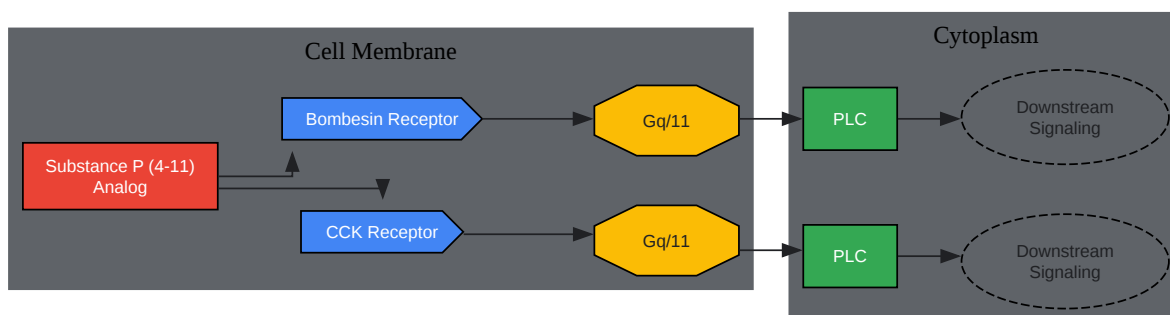 Cell Membrane
Cytoplasm
Substance P (4-11)
Analog
Bombesin Receptor
Gq/11
PLC
Downstream
Signaling
CCK Receptor
Gq/11
PLC
Downstream
Signaling